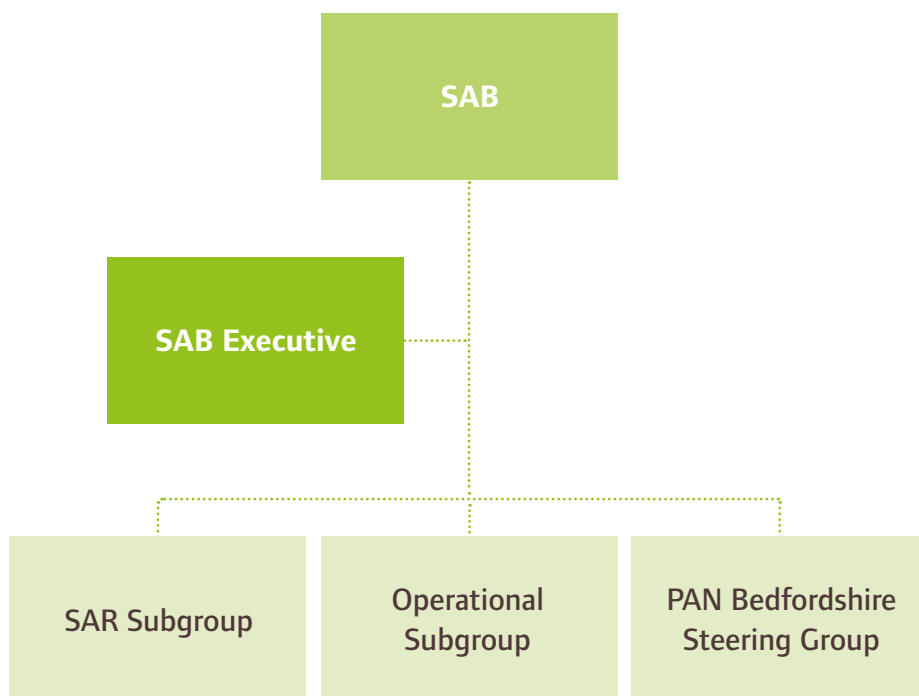 SAB
SAB Executive
SAR Subgroup
Operational
Subgroup
PAN Bedfordshire
Steering Group